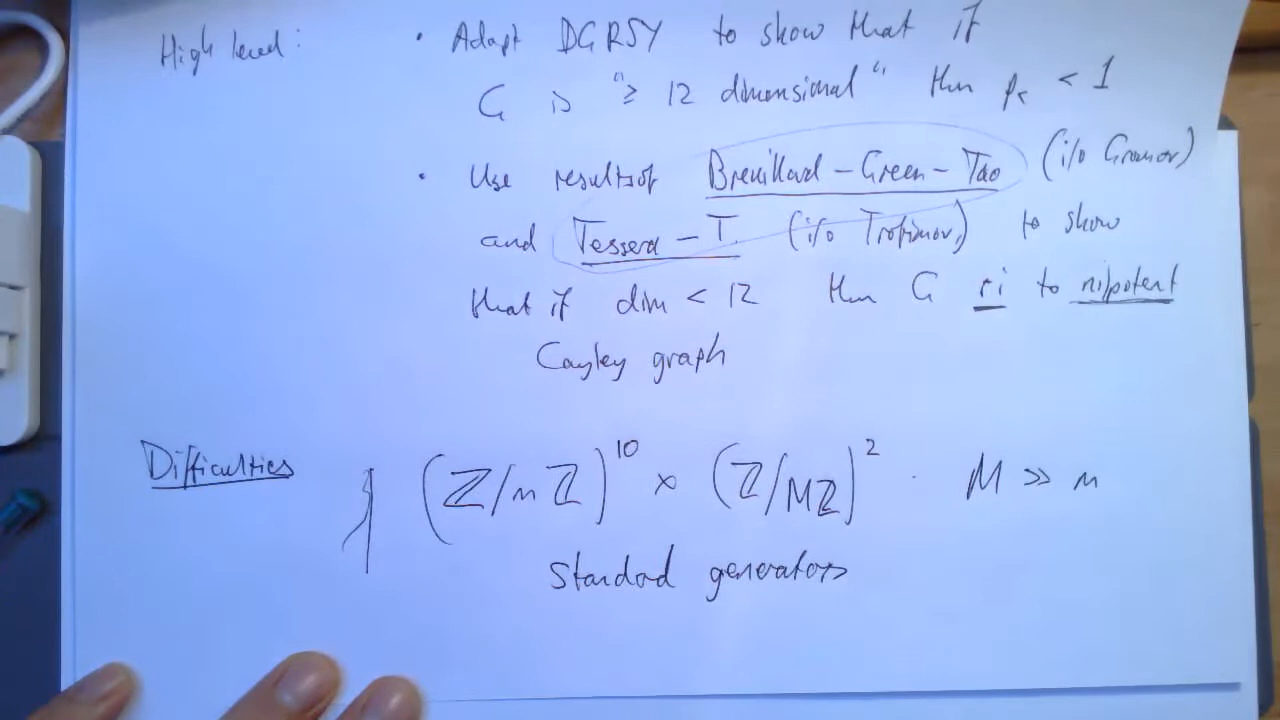 High level:
· Adapt DGRSY to show that if
G is "≥ 12 dimensional" then p_c < 1
· Use results of Breuillard – Green – Tao (i/o Gromov)
and Tessera – T. (i/o Trofimov) to show
that if dim < 12 then G ri to nilpotent
Cayley graph
Difficulties (ℤ/nℤ)^10 × (ℤ/Mℤ)^2 . M ≫ n
Standard generators